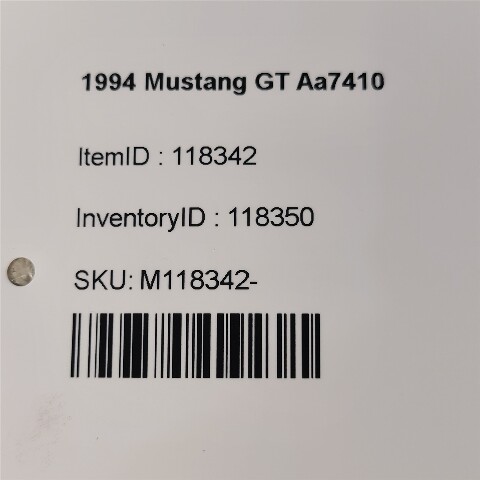 1994 Mustang GT Aa7410
ItemID : 118342
InventoryID : 118350
SKU: M118342-